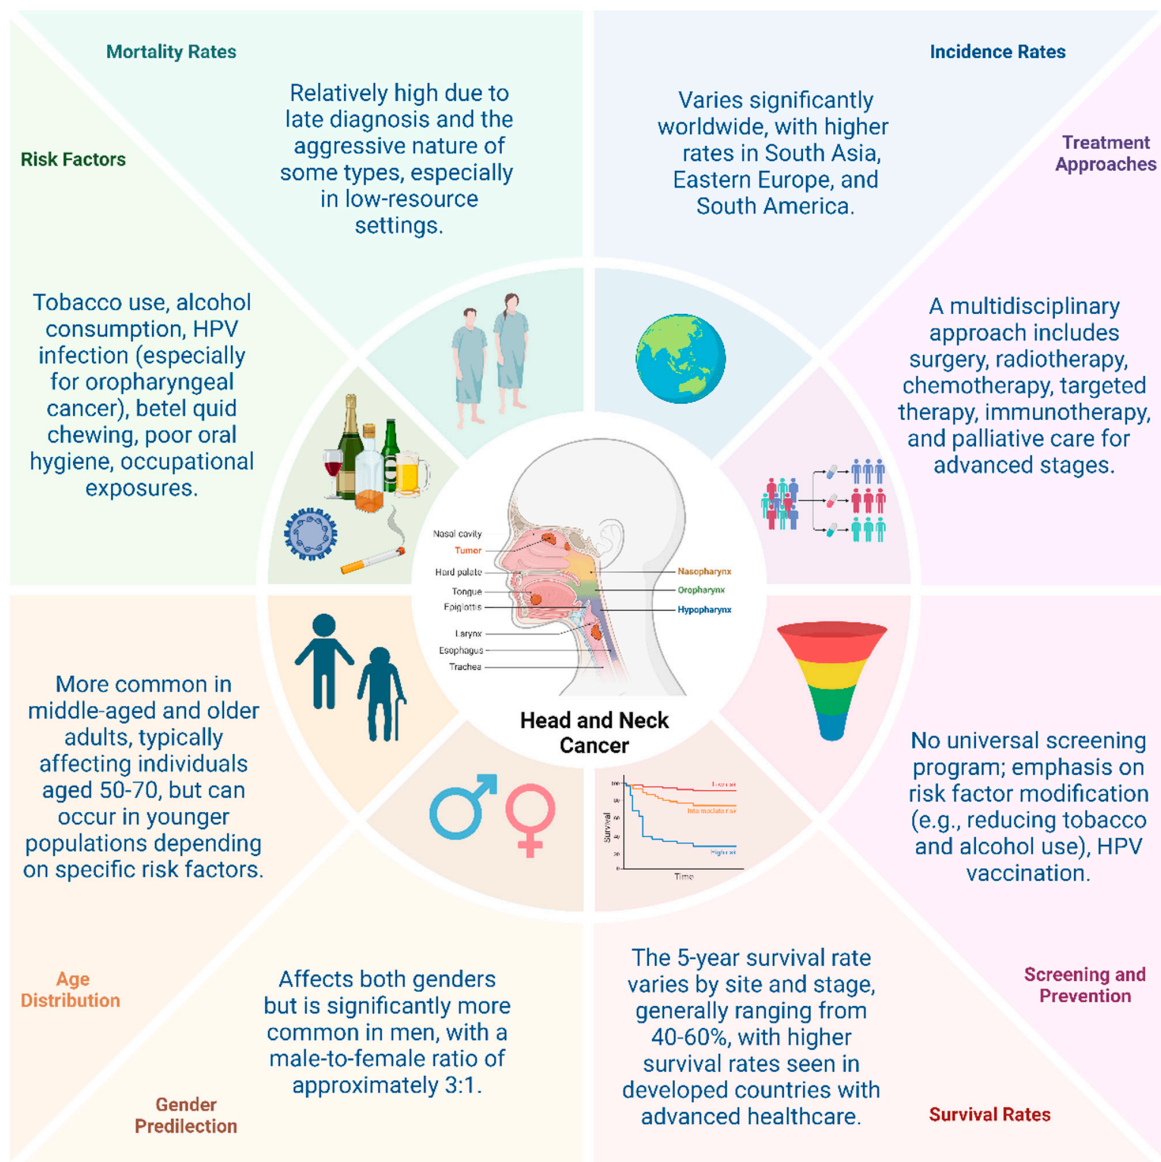 Mortality Rates
Relatively high due to
late diagnosis and the
aggressive nature of
some types, especially
in low-resource
settings.
Incidence Rates
Varies significantly
worldwide, with higher
rates in South Asia,
Eastern Europe, and
South America.
Risk Factors
Tobacco use, alcohol
consumption, HPV
infection (especially
for oropharyngeal
cancer), betel quid
chewing, poor oral
hygiene, occupational
exposures.
Treatment
Approaches
A multidisciplinary
approach includes
surgery, radiotherapy,
chemotherapy, targeted
therapy, immunotherapy,
and palliative care for
advanced stages.
Nasal cavity
Tumor
Hard palate
Tongue
Epiglottis
Larynx
Esophagus
Trachea
Nasopharynx
Oropharynx
Hypopharynx
Head and Neck
Cancer
More common in
middle-aged and older
adults, typically
affecting individuals
aged 50-70, but can
occur in younger
populations depending
on specific risk factors.
Age
Distribution
No universal screening
program; emphasis on
risk factor modification
(e.g., reducing tobacco
and alcohol use), HPV
vaccination.
Screening and
Prevention
Affects both genders
but is significantly more
common in men, with a
male-to-female ratio of
approximately 3:1.
Gender
Predilection
Survival
100
80
60
40
20
0
Time
The 5-year survival rate
varies by site and stage,
generally ranging from
40-60%, with higher
survival rates seen in
developed countries with
advanced healthcare.
Survival Rates